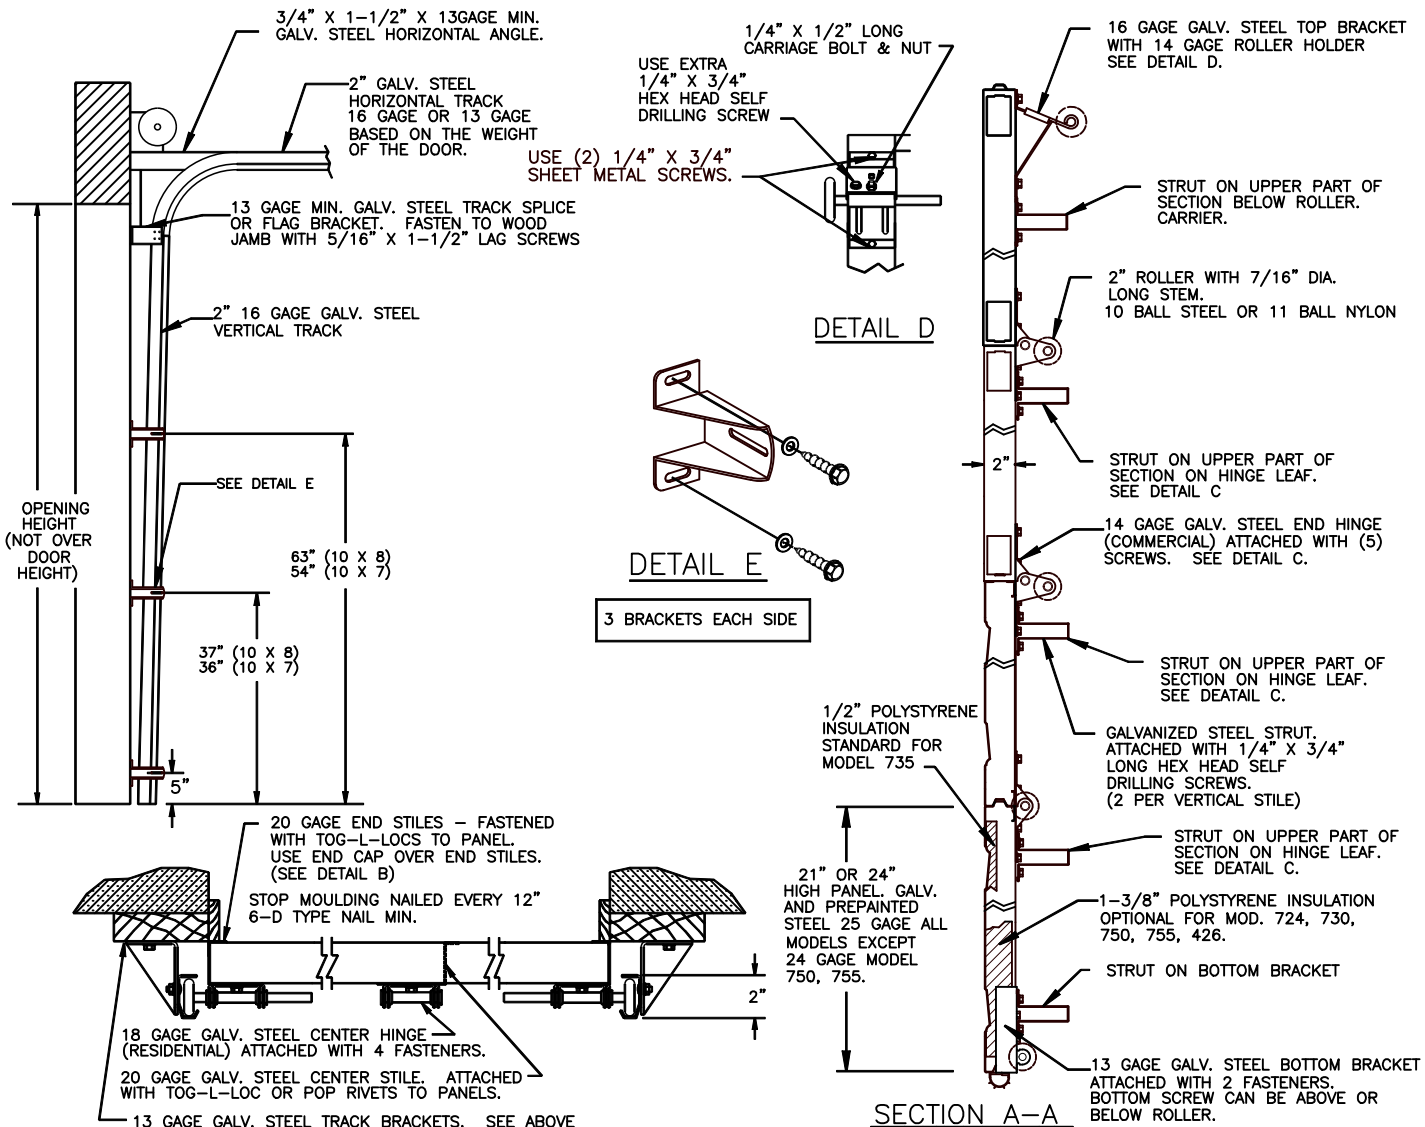 3/4" X 1-1/2" X 13GAGE MIN.
GALV. STEEL HORIZONTAL ANGLE.
2" GALV. STEEL
HORIZONTAL TRACK
16 GAGE OR 13 GAGE
BASED ON THE WEIGHT
OF THE DOOR.
13 GAGE MIN. GALV. STEEL TRACK SPLICE
OR FLAG BRACKET. FASTEN TO WOOD
JAMB WITH 5/16" X 1-1/2" LAG SCREWS
2" 16 GAGE GALV. STEEL
VERTICAL TRACK
SEE DETAIL E
OPENING
HEIGHT
(NOT OVER
DOOR
HEIGHT)
63" (10 X 8)
54" (10 X 7)
37" (10 X 8)
36" (10 X 7)
5"
1/4" X 1/2" LONG
CARRIAGE BOLT & NUT
USE EXTRA
1/4" X 3/4"
HEX HEAD SELF
DRILLING SCREW
USE (2) 1/4" X 3/4"
SHEET METAL SCREWS.
DETAIL D
DETAIL E
3 BRACKETS EACH SIDE
16 GAGE GALV. STEEL TOP BRACKET
WITH 14 GAGE ROLLER HOLDER
SEE DETAIL D.
STRUT ON UPPER PART OF
SECTION BELOW ROLLER.
CARRIER.
2" ROLLER WITH 7/16" DIA.
LONG STEM.
10 BALL STEEL OR 11 BALL NYLON
2"
STRUT ON UPPER PART OF
SECTION ON HINGE LEAF.
SEE DETAIL C
14 GAGE GALV. STEEL END HINGE
(COMMERCIAL) ATTACHED WITH (5)
SCREWS. SEE DETAIL C.
STRUT ON UPPER PART OF
SECTION ON HINGE LEAF.
SEE DEATAIL C.
1/2" POLYSTYRENE
INSULATION
STANDARD FOR
MODEL 735
GALVANIZED STEEL STRUT.
ATTACHED WITH 1/4" X 3/4"
LONG HEX HEAD SELF
DRILLING SCREWS.
(2 PER VERTICAL STILE)
STRUT ON UPPER PART OF
SECTION ON HINGE LEAF.
SEE DEATAIL C.
21" OR 24"
HIGH PANEL. GALV.
AND PREPAINTED
STEEL 25 GAGE ALL
MODELS EXCEPT
24 GAGE MODEL
750, 755.
1-3/8" POLYSTYRENE INSULATION
OPTIONAL FOR MOD. 724, 730,
750, 755, 426.
STRUT ON BOTTOM BRACKET
13 GAGE GALV. STEEL BOTTOM BRACKET
ATTACHED WITH 2 FASTENERS.
BOTTOM SCREW CAN BE ABOVE OR
BELOW ROLLER.
SECTION A-A
20 GAGE END STILES – FASTENED
WITH TOG-L-LOCS TO PANEL.
USE END CAP OVER END STILES.
(SEE DETAIL B)
STOP MOULDING NAILED EVERY 12"
6-D TYPE NAIL MIN.
2"
18 GAGE GALV. STEEL CENTER HINGE
(RESIDENTIAL) ATTACHED WITH 4 FASTENERS.
20 GAGE GALV. STEEL CENTER STILE. ATTACHED
WITH TOG-L-LOC OR POP RIVETS TO PANELS.
13 GAGE GALV. STEEL TRACK BRACKETS. SEE ABOVE